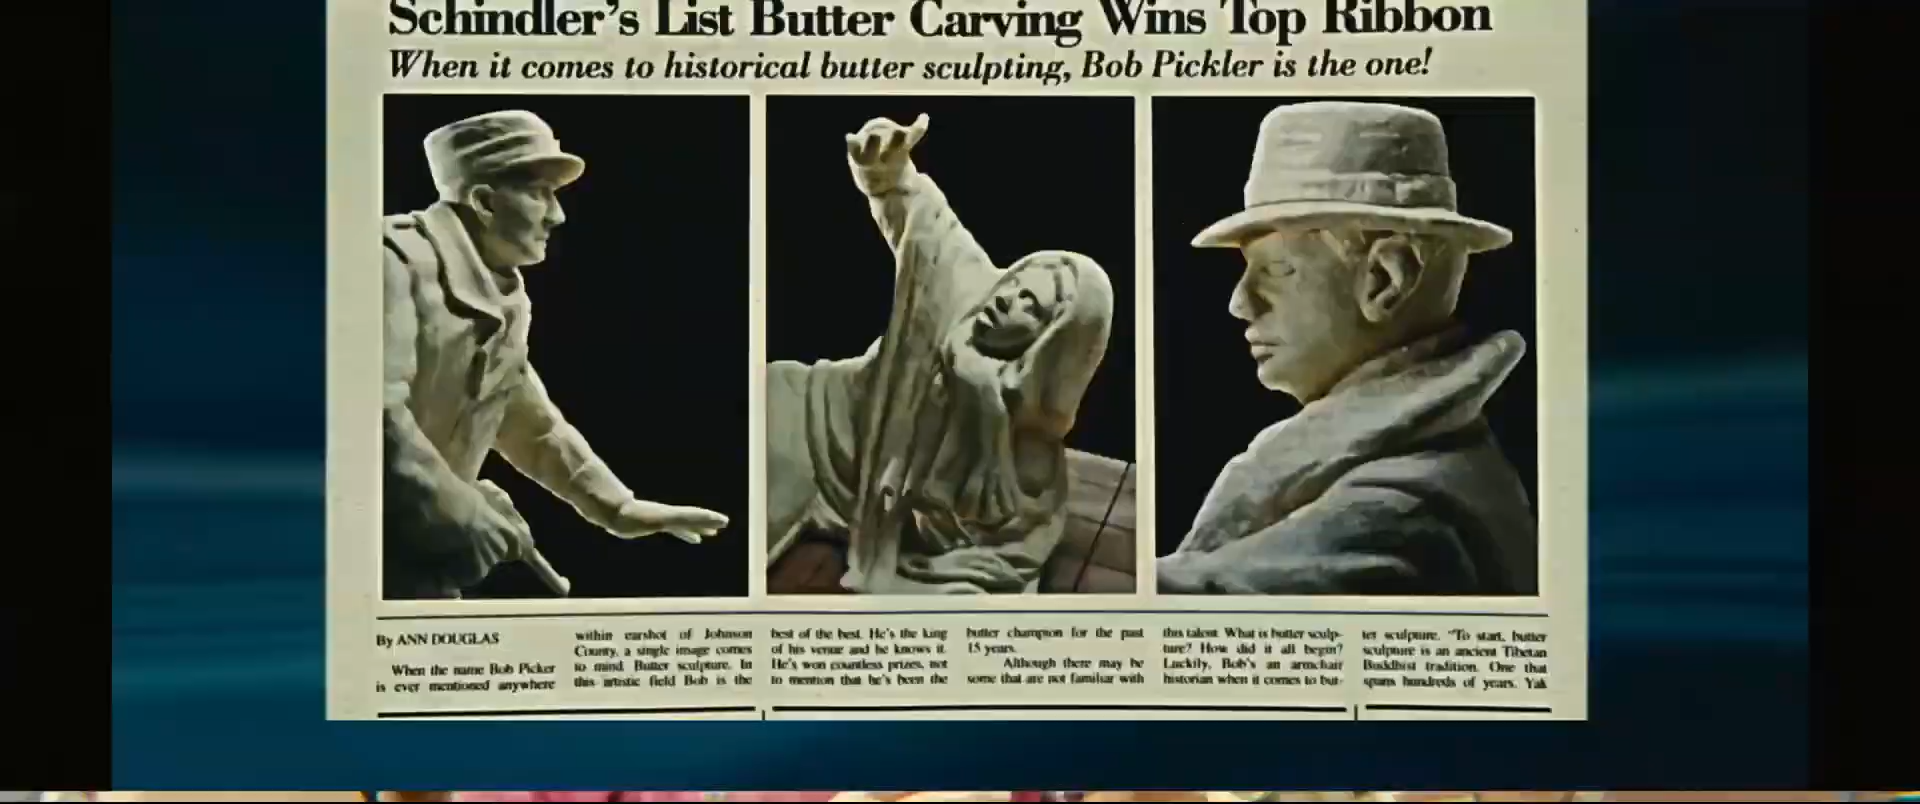 Schindler's List Butter Carving Wins Top Ribbon
When it comes to historical butter sculpting, Bob Pickler is the one!
By ANN DOUGLAS
When the name Bob Picker
is ever mentioned anywhere
within earshot of Johnson
County, a single image comes
to mind. Butter sculpture. In
this artistic field Bob is the
best of the best. He's the king
of his venue and he knows it.
He's won countless prizes, not
to mention that he's been the
butter champion for the past
15 years.
Although there may be
some that are not familiar with
this talent. What is butter sculp-
ture? How did it all begin?
Luckily, Bob's an armchair
historian when it comes to but-
ter sculpture. "To start, butter
sculpture is an ancient Tibetan
Buddhist tradition. One that
spans hundreds of years. Yak